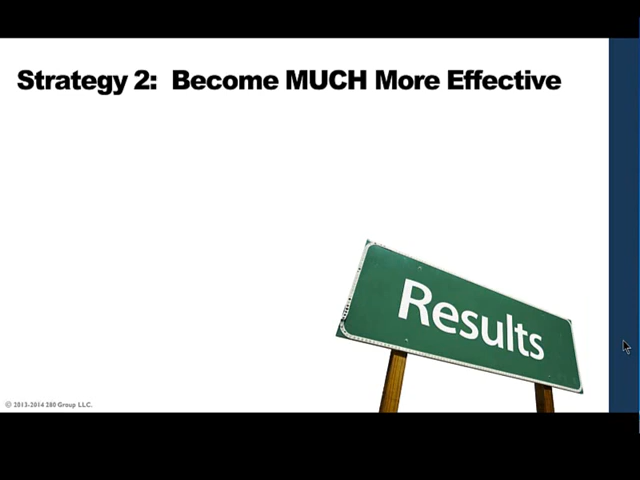 Strategy 2:  Become MUCH More Effective
Results
© 2013-2014 280 Group LLC.